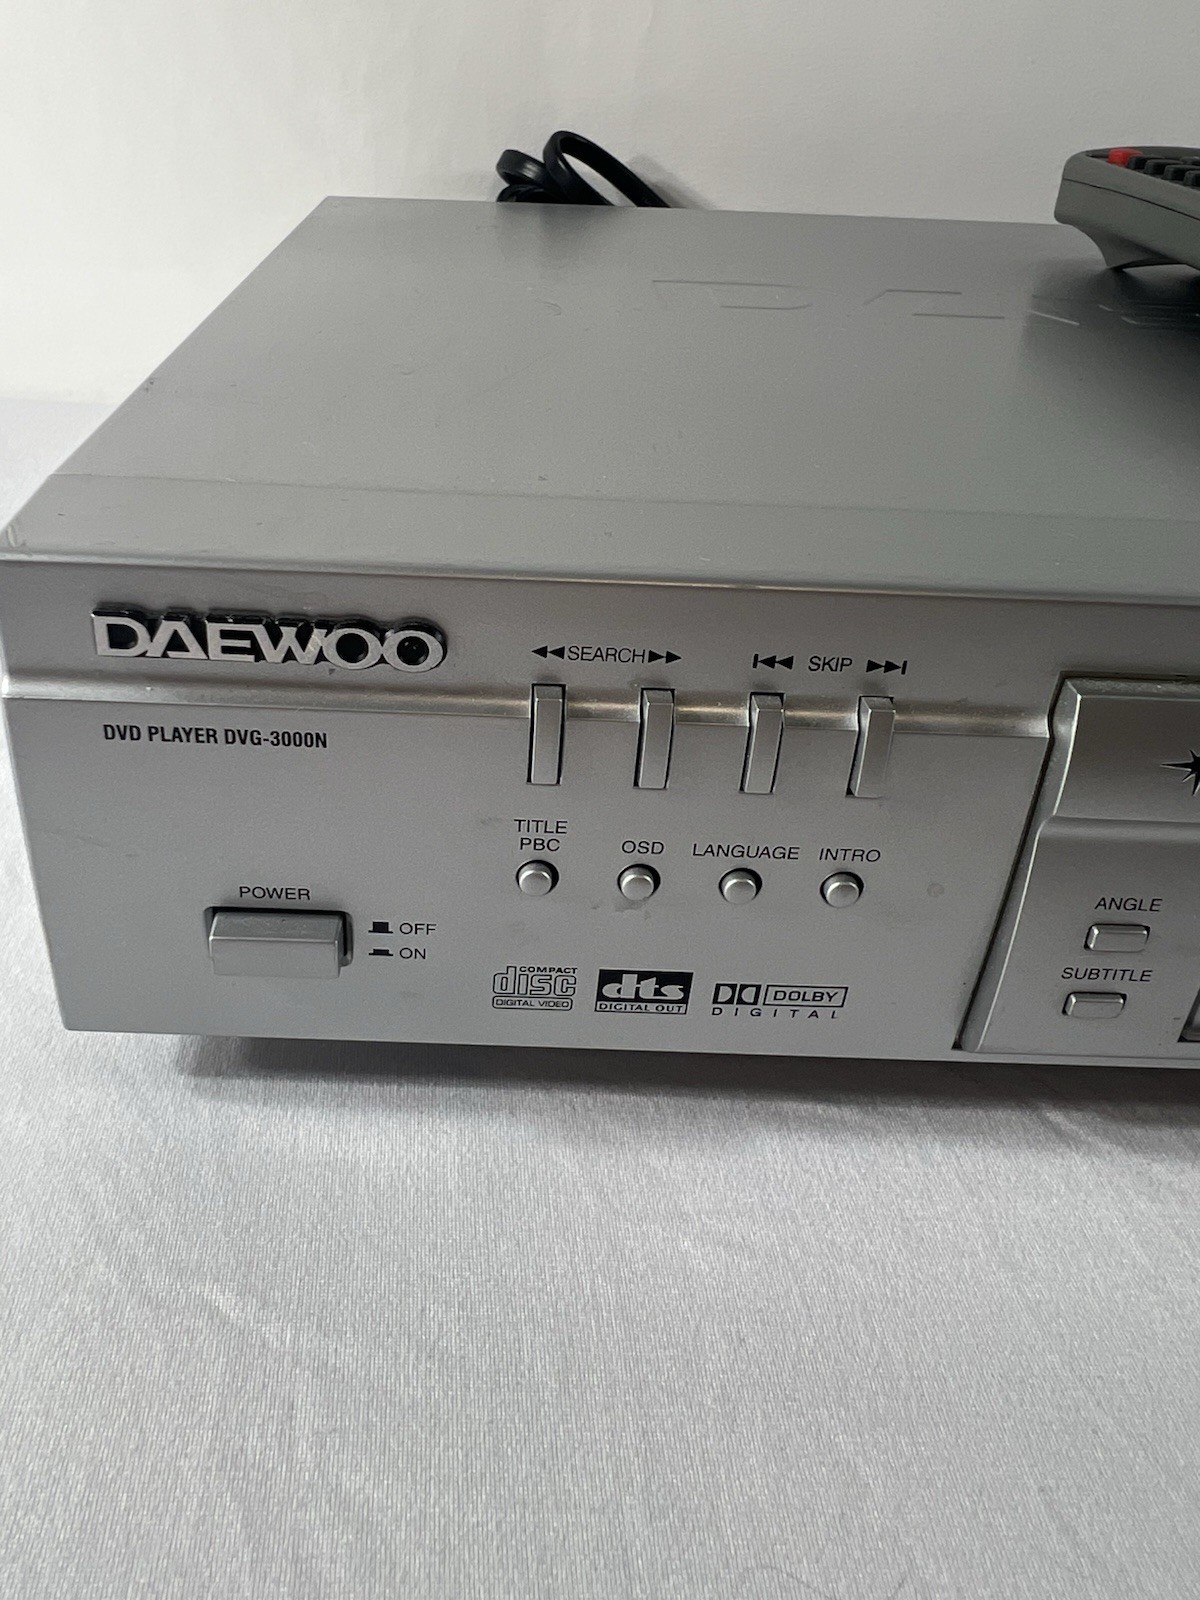 DAEWOO
DVD PLAYER DVG-3000N
SEARCH
SKIP
TITLE
PBC
OSD
LANGUAGE
INTRO
POWER
OFF
ON
ANGLE
SUBTITLE
COMPACT
disc
DIGITAL VIDEO
dts
DIGITAL OUT
DOLBY
DIGITAL